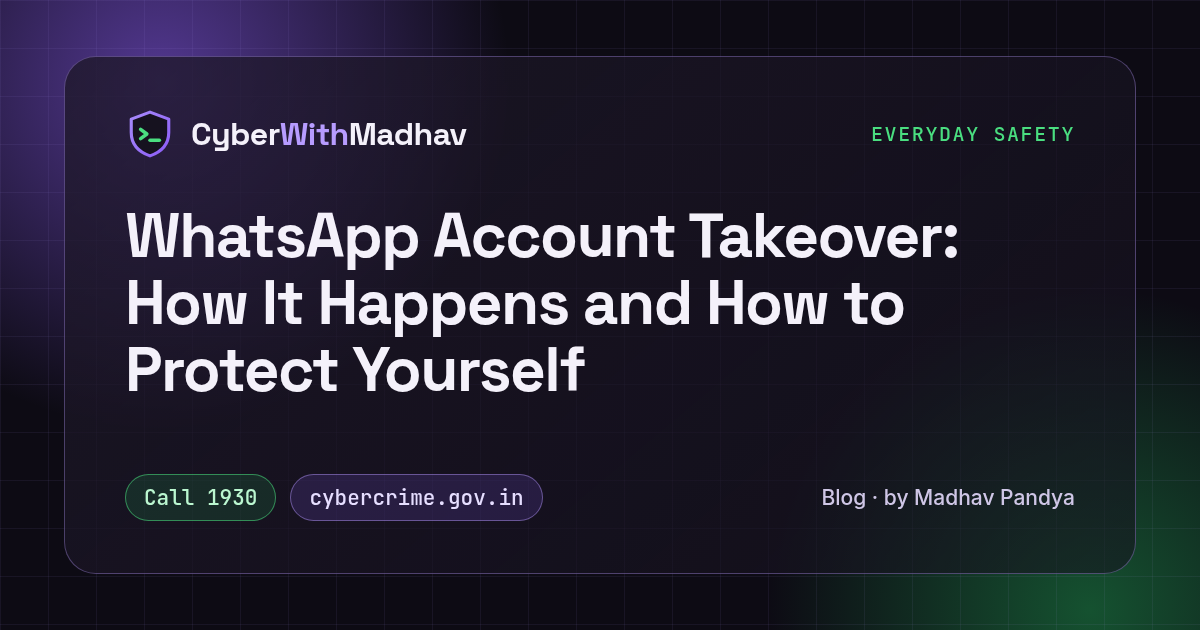 CyberWithMadhav
EVERYDAY SAFETY
WhatsApp Account Takeover:
How It Happens and How to
Protect Yourself
Call 1930
cybercrime.gov.in
Blog · by Madhav Pandya